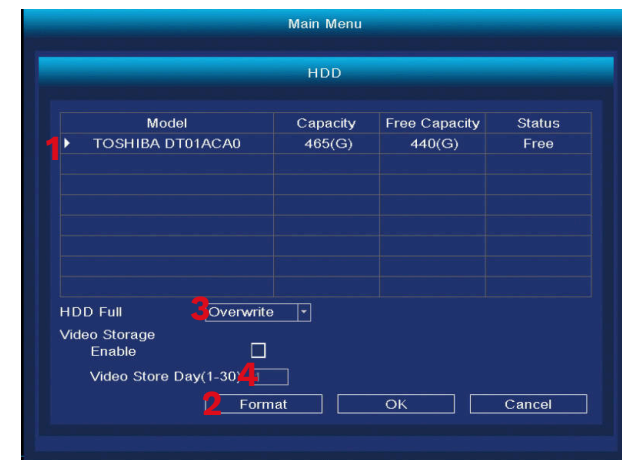 Main Menu
HDD
Model Capacity Free Capacity Status
1 TOSHIBA DT01ACA0 465(G) 440(G) Free
HDD Full 3 Overwrite
Video Storage
Enable
Video Store Day(1-30) 4 1
2 Format OK Cancel